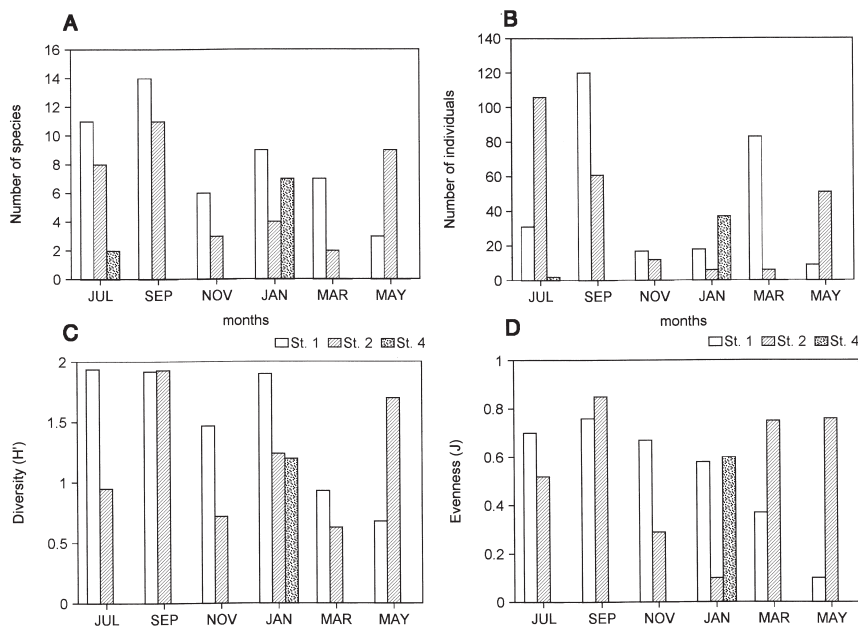 A
Number of species
16
14
12
10
8
6
4
2
0
JUL SEP NOV JAN MAR MAY
months
B
Number of individuals
140
120
100
80
60
40
20
0
JUL SEP NOV JAN MAR MAY
months
C
St. 1 St. 2 St. 4
Diversity (H')
2
1.5
1
0.5
0
JUL SEP NOV JAN MAR MAY
D
St. 1 St. 2 St. 4
Evenness (J)
1
0.8
0.6
0.4
0.2
0
JUL SEP NOV JAN MAR MAY